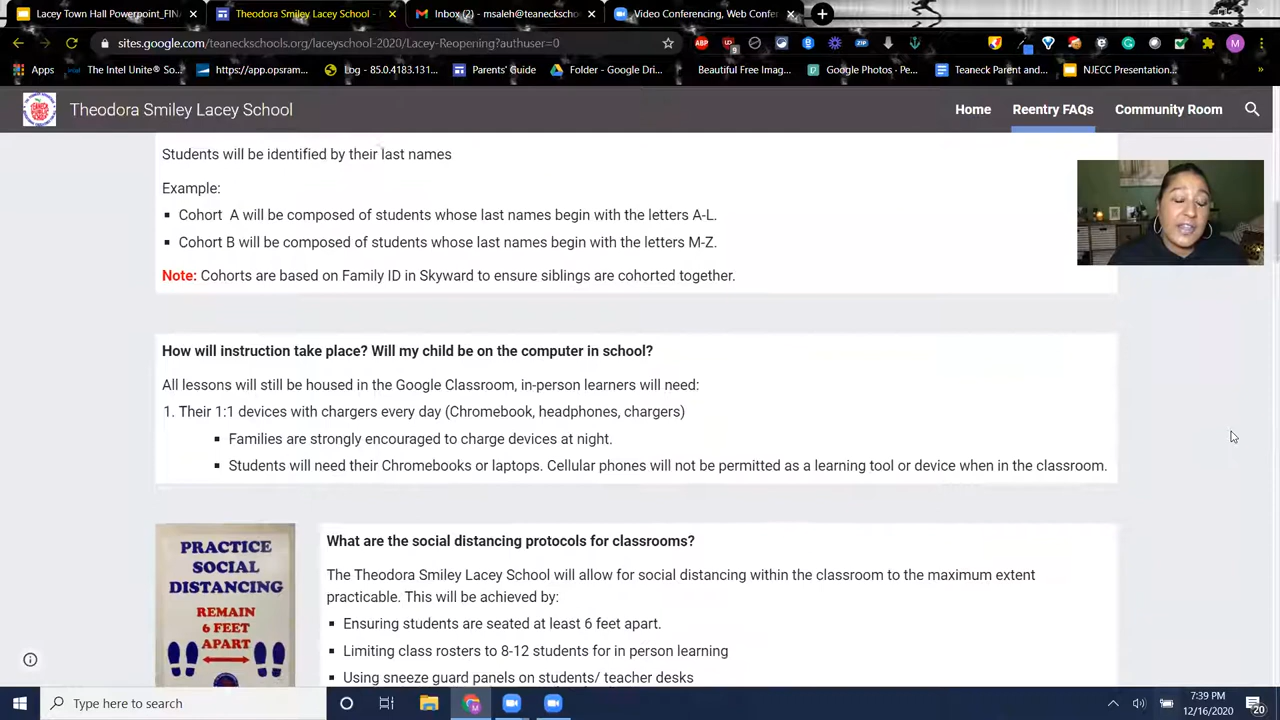 Lacey Town Hall Powerpoint_FIN
Theodora Smiley Lacey School -
Inbox (2) - msaleh@teaneckscho
Video Conferencing, Web Confer
sites.google.com/teaneckschools.org/laceyschool-2020/Lacey-Reopening?authuser=0
ABP
9
ZIP
M
Apps
The Intel Unite® So...
https://app.opsram...
Log - 85.0.4183.131...
Parents' Guide
Folder - Google Dri...
Beautiful Free Imag...
Google Photos - Pe...
Teaneck Parent and...
NJECC Presentation...
Theodora Smiley Lacey School
Home
Reentry FAQs
Community Room
Students will be identified by their last names
Example:
▪ Cohort A will be composed of students whose last names begin with the letters A-L.
▪ Cohort B will be composed of students whose last names begin with the letters M-Z.
Note: Cohorts are based on Family ID in Skyward to ensure siblings are cohorted together.
How will instruction take place? Will my child be on the computer in school?
All lessons will still be housed in the Google Classroom, in-person learners will need:
1. Their 1:1 devices with chargers every day (Chromebook, headphones, chargers)
▪ Families are strongly encouraged to charge devices at night.
▪ Students will need their Chromebooks or laptops. Cellular phones will not be permitted as a learning tool or device when in the classroom.
PRACTICE
SOCIAL
DISTANCING
REMAIN
6 FEET
APART
What are the social distancing protocols for classrooms?
The Theodora Smiley Lacey School will allow for social distancing within the classroom to the maximum extent
practicable. This will be achieved by:
▪ Ensuring students are seated at least 6 feet apart.
▪ Limiting class rosters to 8-12 students for in person learning
▪ Using sneeze guard panels on students/ teacher desks
Type here to search
7:39 PM
12/16/2020
20